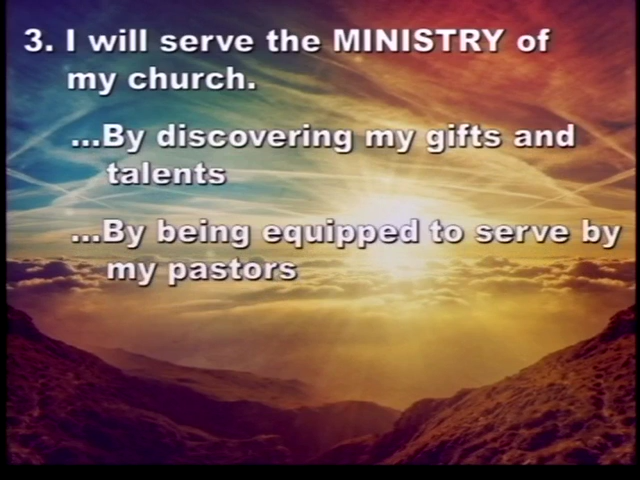 3. I will serve the MINISTRY of
my church.
...By discovering my gifts and
talents
...By being equipped to serve by
my pastors